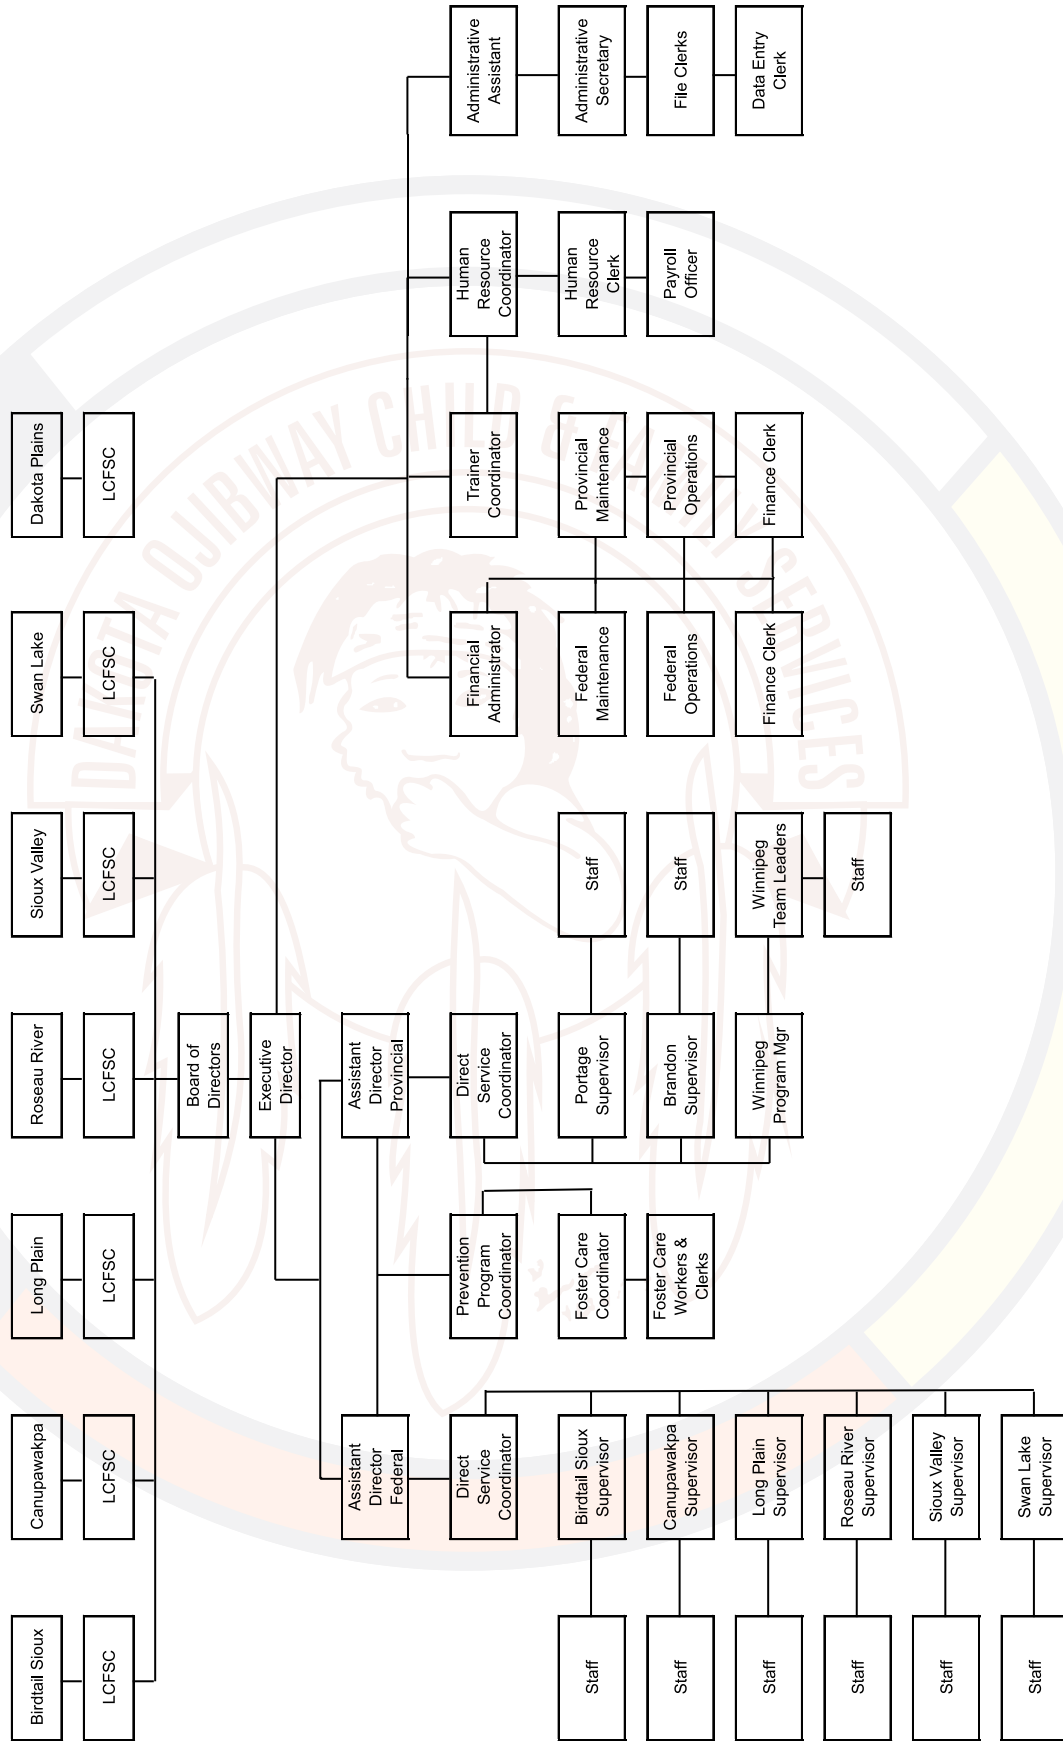 Birdtail Sioux
Canupawakpa
Long Plain
Roseau River
Sioux Valley
Swan Lake
Dakota Plains
LCFSC
LCFSC
LCFSC
LCFSC
LCFSC
LCFSC
LCFSC
Board of
Directors
Executive
Director
Assistant
Director
Federal
Assistant
Director
Provincial
Direct
Service
Coordinator
Prevention
Program
Coordinator
Direct
Service
Coordinator
Financial
Administrator
Trainer
Coordinator
Human
Resource
Coordinator
Administrative
Assistant
Staff
Birdtail Sioux
Supervisor
Foster Care
Coordinator
Portage
Supervisor
Staff
Federal
Maintenance
Provincial
Maintenance
Human
Resource
Clerk
Administrative
Secretary
Staff
Canupawakpa
Supervisor
Foster Care
Workers &
Clerks
Brandon
Supervisor
Staff
Federal
Operations
Provincial
Operations
Payroll
Officer
File Clerks
Staff
Long Plain
Supervisor
Winnipeg
Program Mgr
Winnipeg
Team Leaders
Finance Clerk
Finance Clerk
Data Entry
Clerk
Staff
Roseau River
Supervisor
Staff
Staff
Sioux Valley
Supervisor
Staff
Swan Lake
Supervisor
DAKOTA OJIBWAY CHILD & FAMILY SERVICES